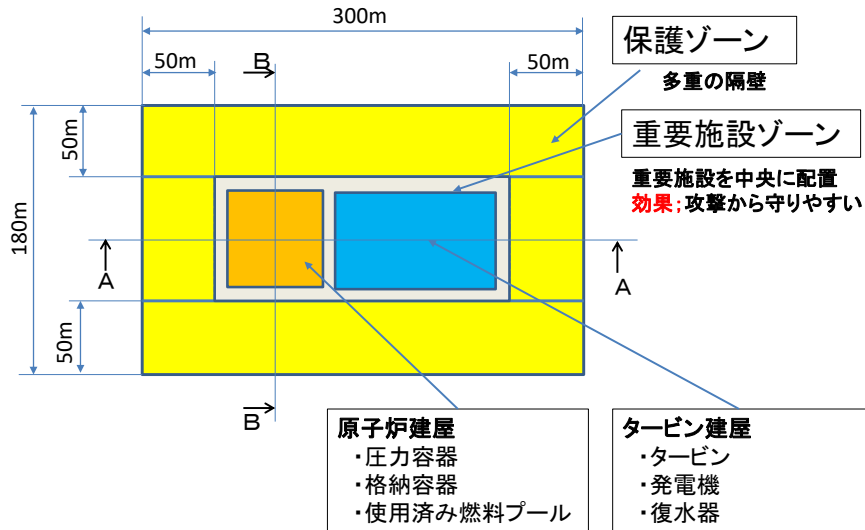 300m
50m
B
50m
保護ゾーン
多重の隔壁
50m
重要施設ゾーン
重要施設を中央に配置
効果;攻撃から守りやすい
180m
A
A
50m
B
原子炉建屋
・圧力容器
・格納容器
・使用済み燃料プール
タービン建屋
・タービン
・発電機
・復水器